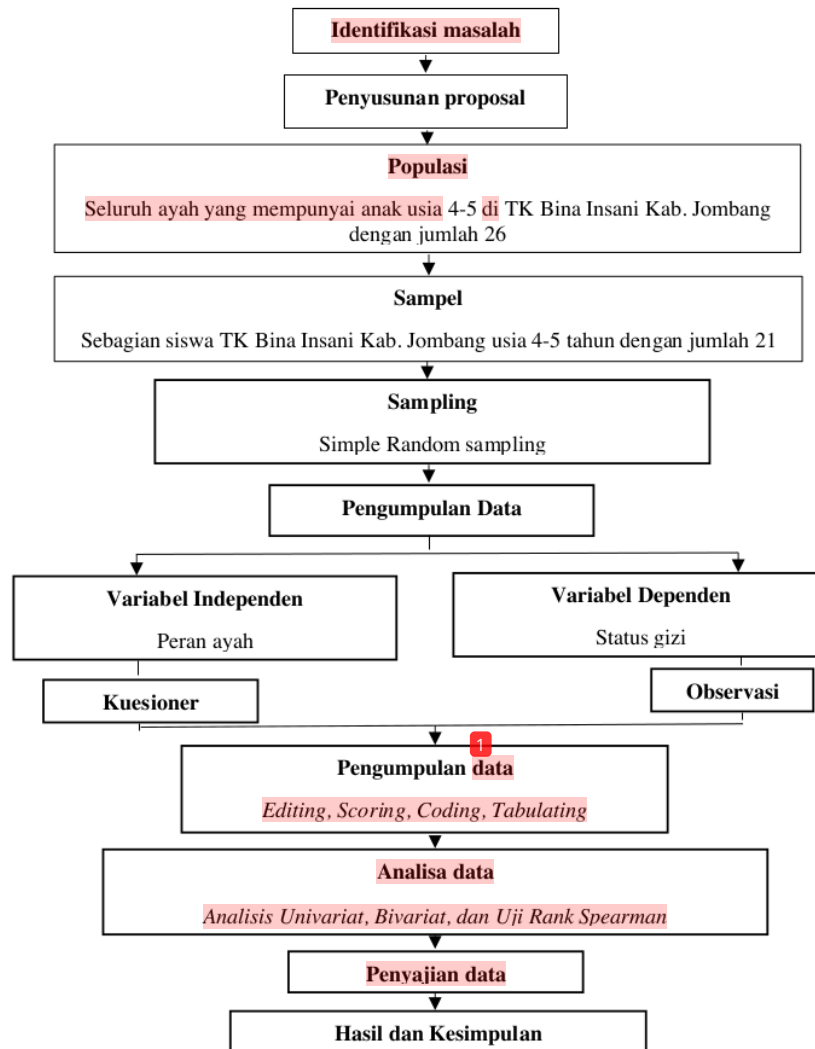 Identifikasi masalah
Penyusunan proposal
Populasi
Seluruh ayah yang mempunyai anak usia 4-5 di TK Bina Insani Kab. Jombang
dengan jumlah 26
Sampel
Sebagian siswa TK Bina Insani Kab. Jombang usia 4-5 tahun dengan jumlah 21
Sampling
Simple Random sampling
Pengumpulan Data
Variabel Independen
Peran ayah
Variabel Dependen
Status gizi
Kuesioner
Observasi
1
Pengumpulan data
Editing, Scoring, Coding, Tabulating
Analisa data
Analisis Univariat, Bivariat, dan Uji Rank Spearman
Penyajian data
Hasil dan Kesimpulan